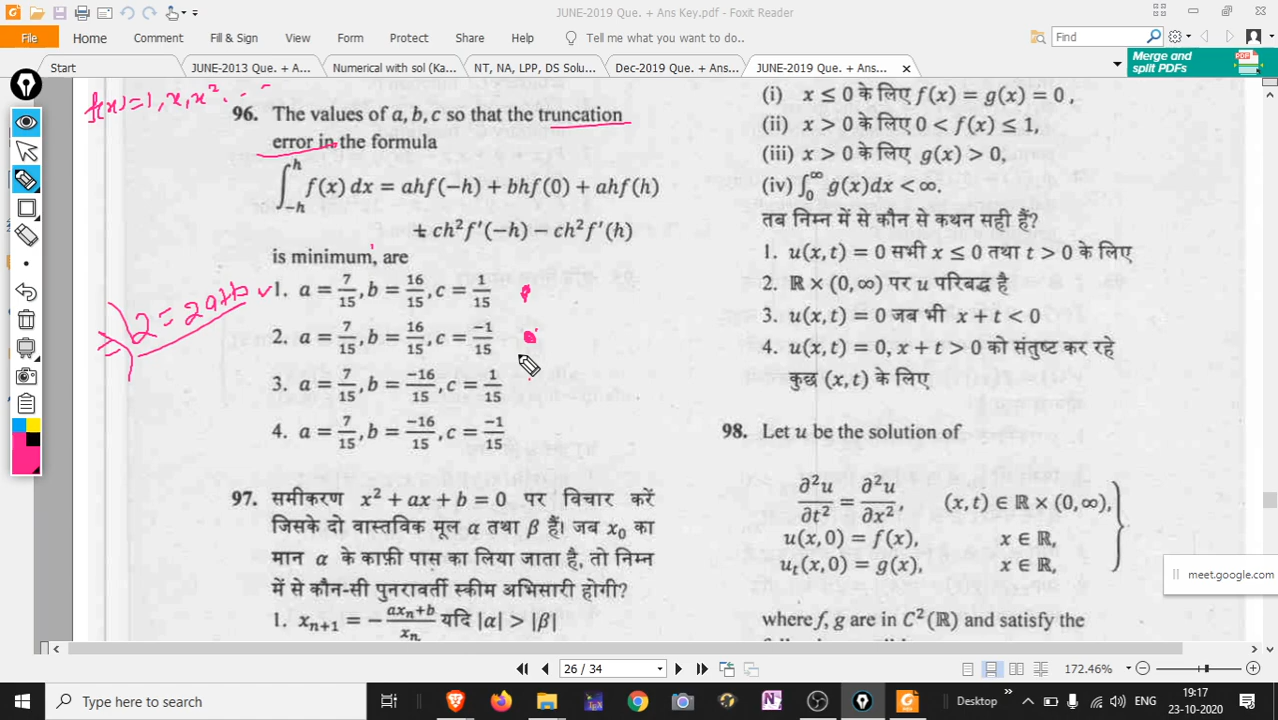 JUNE-2019 Que. + Ans Key.pdf - Foxit Reader
File Home Comment Fill & Sign View Form Protect Share Help Tell me what you want to do... Find
Start JUNE-2013 Que. + A... Numerical with sol (Ko... NT, NA, LPP, DE Solu... Dec-2019 Que. + Ans... JUNE-2019 Que. + Ans...
Merge and
split PDFs
f(x)=1, x, x², - -
96. The values of a, b, c so that the truncation
error in the formula
∫_{-h}^{h} f(x) dx = ahf(−h) + bhf(0) + ahf(h)
+ ch²f′(−h) − ch²f′(h)
is minimum, are
1. a = 7/15, b = 16/15, c = 1/15
2. a = 7/15, b = 16/15, c = −1/15
3. a = 7/15, b = −16/15, c = 1/15
4. a = 7/15, b = −16/15, c = −1/15
⇒ 2 = 2a+b
97. समीकरण x² + ax + b = 0 पर विचार करें
जिसके दो वास्तविक मूल α तथा β हैं। जब x₀ का
मान α के काफ़ी पास का लिया जाता है, तो निम्न
में से कौन-सी पुनरावर्ती स्कीम अभिसारी होगी?
1. xₙ₊₁ = −(axₙ+b)/xₙ यदि |α| > |β|
(i) x ≤ 0 के लिए f(x) = g(x) = 0,
(ii) x > 0 के लिए 0 < f(x) ≤ 1,
(iii) x > 0 के लिए g(x) > 0,
(iv) ∫₀^∞ g(x)dx < ∞.
तब निम्न में से कौन से कथन सही हैं?
1. u(x,t) = 0 सभी x ≤ 0 तथा t > 0 के लिए
2. ℝ × (0,∞) पर u परिबद्ध है
3. u(x,t) = 0 जब भी x + t < 0
4. u(x,t) = 0, x + t > 0 को संतुष्ट कर रहे
कुछ (x,t) के लिए
98. Let u be the solution of
∂²u/∂t² = ∂²u/∂x², (x,t) ∈ ℝ × (0,∞),
u(x,0) = f(x), x ∈ ℝ,
uₜ(x,0) = g(x), x ∈ ℝ,
where f, g are in C²(ℝ) and satisfy the
meet.google.com
26 / 34 172.46%
Type here to search Desktop 19:17
23-10-2020